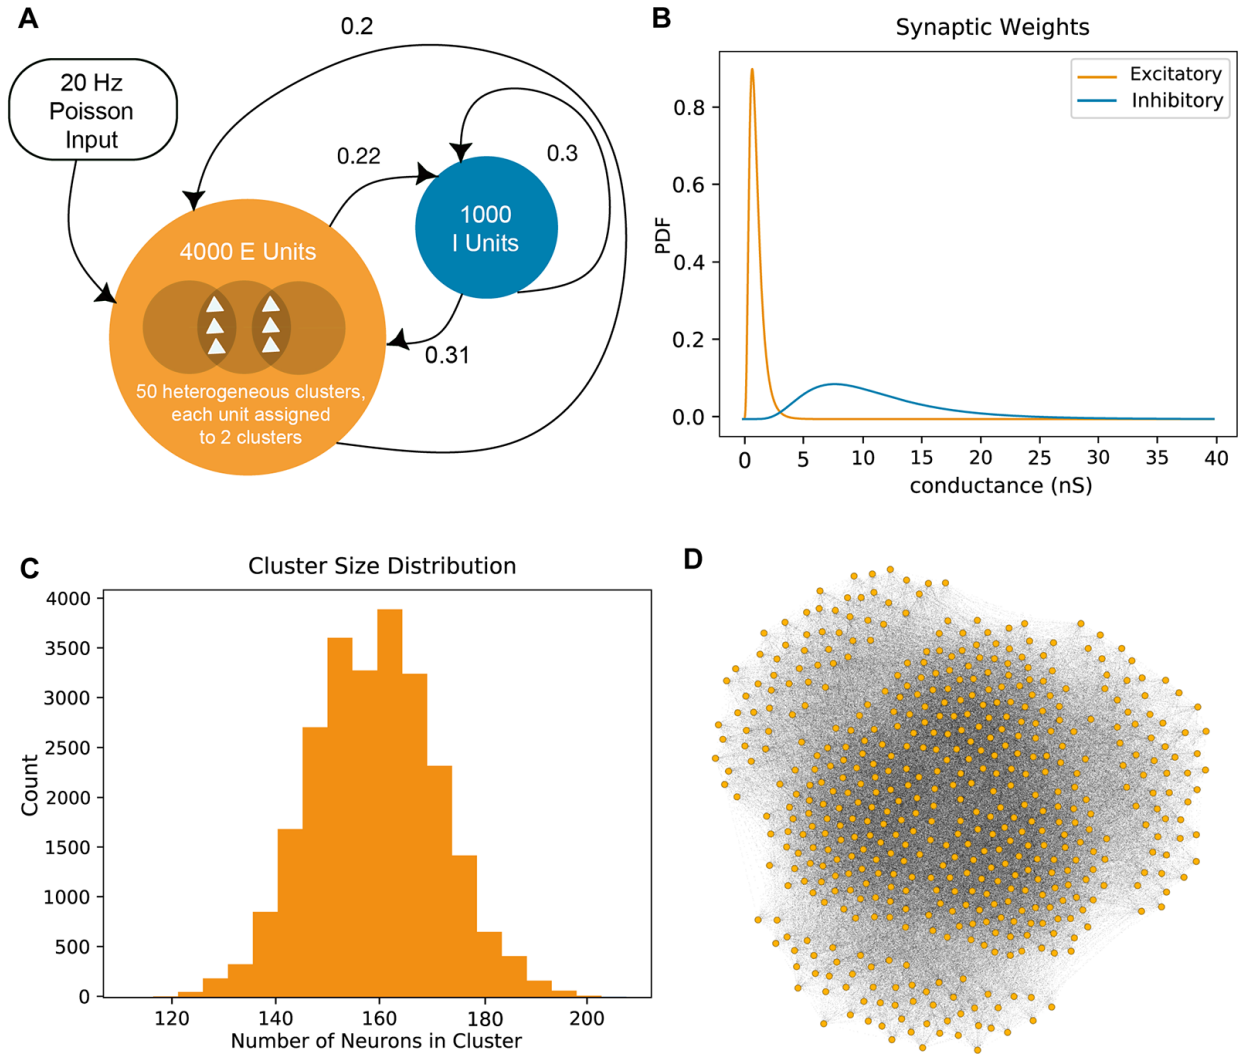 A
0.2
20 Hz
Poisson
Input
0.22
0.3
1000
I Units
4000 E Units
0.31
50 heterogeneous clusters,
each unit assigned
to 2 clusters
B
Synaptic Weights
Excitatory
Inhibitory
PDF
0.8
0.6
0.4
0.2
0.0
0 5 10 15 20 25 30 35 40
conductance (nS)
C
Cluster Size Distribution
Count
4000
3500
3000
2500
2000
1500
1000
500
0
120 140 160 180 200
Number of Neurons in Cluster
D